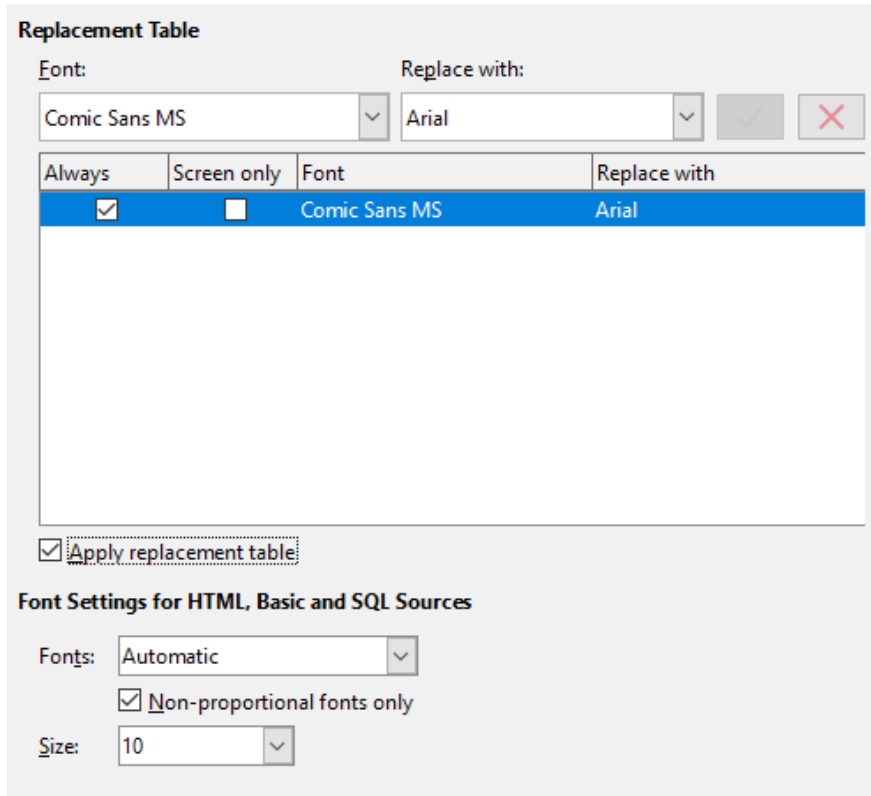 Replacement Table
Font: Replace with:
Comic Sans MS Arial
Always Screen only Font Replace with
Comic Sans MS Arial
Apply replacement table
Font Settings for HTML, Basic and SQL Sources
Fonts: Automatic
Non-proportional fonts only
Size: 10